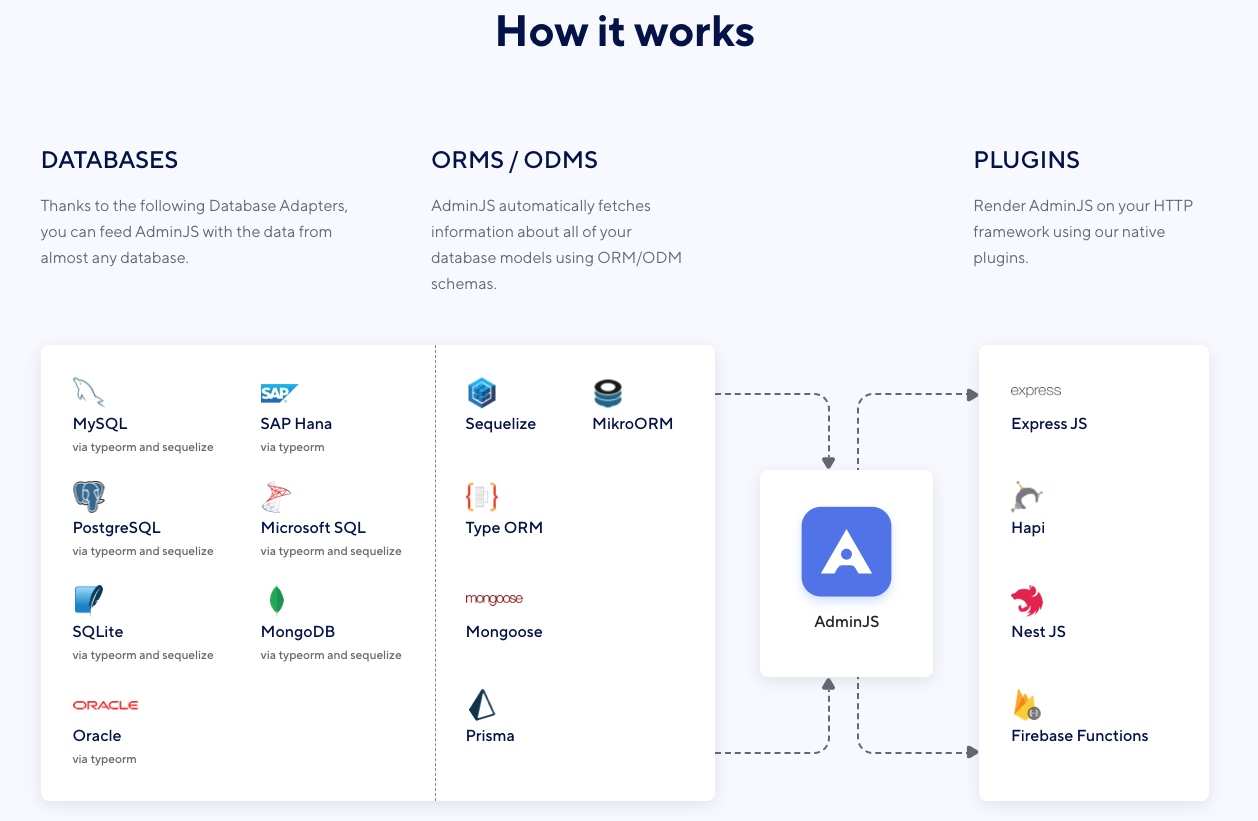 How it works
DATABASES
Thanks to the following Database Adapters,
you can feed AdminJS with the data from
almost any database.
ORMS / ODMS
AdminJS automatically fetches
information about all of your
database models using ORM/ODM
schemas.
PLUGINS
Render AdminJS on your HTTP
framework using our native
plugins.
MySQL
via typeorm and sequelize
SAP
SAP Hana
via typeorm
PostgreSQL
via typeorm and sequelize
Microsoft SQL
via typeorm and sequelize
SQLite
via typeorm and sequelize
MongoDB
via typeorm and sequelize
ORACLE
Oracle
via typeorm
Sequelize
MikroORM
Type ORM
mongoose
Mongoose
Prisma
AdminJS
express
Express JS
Hapi
Nest JS
Firebase Functions